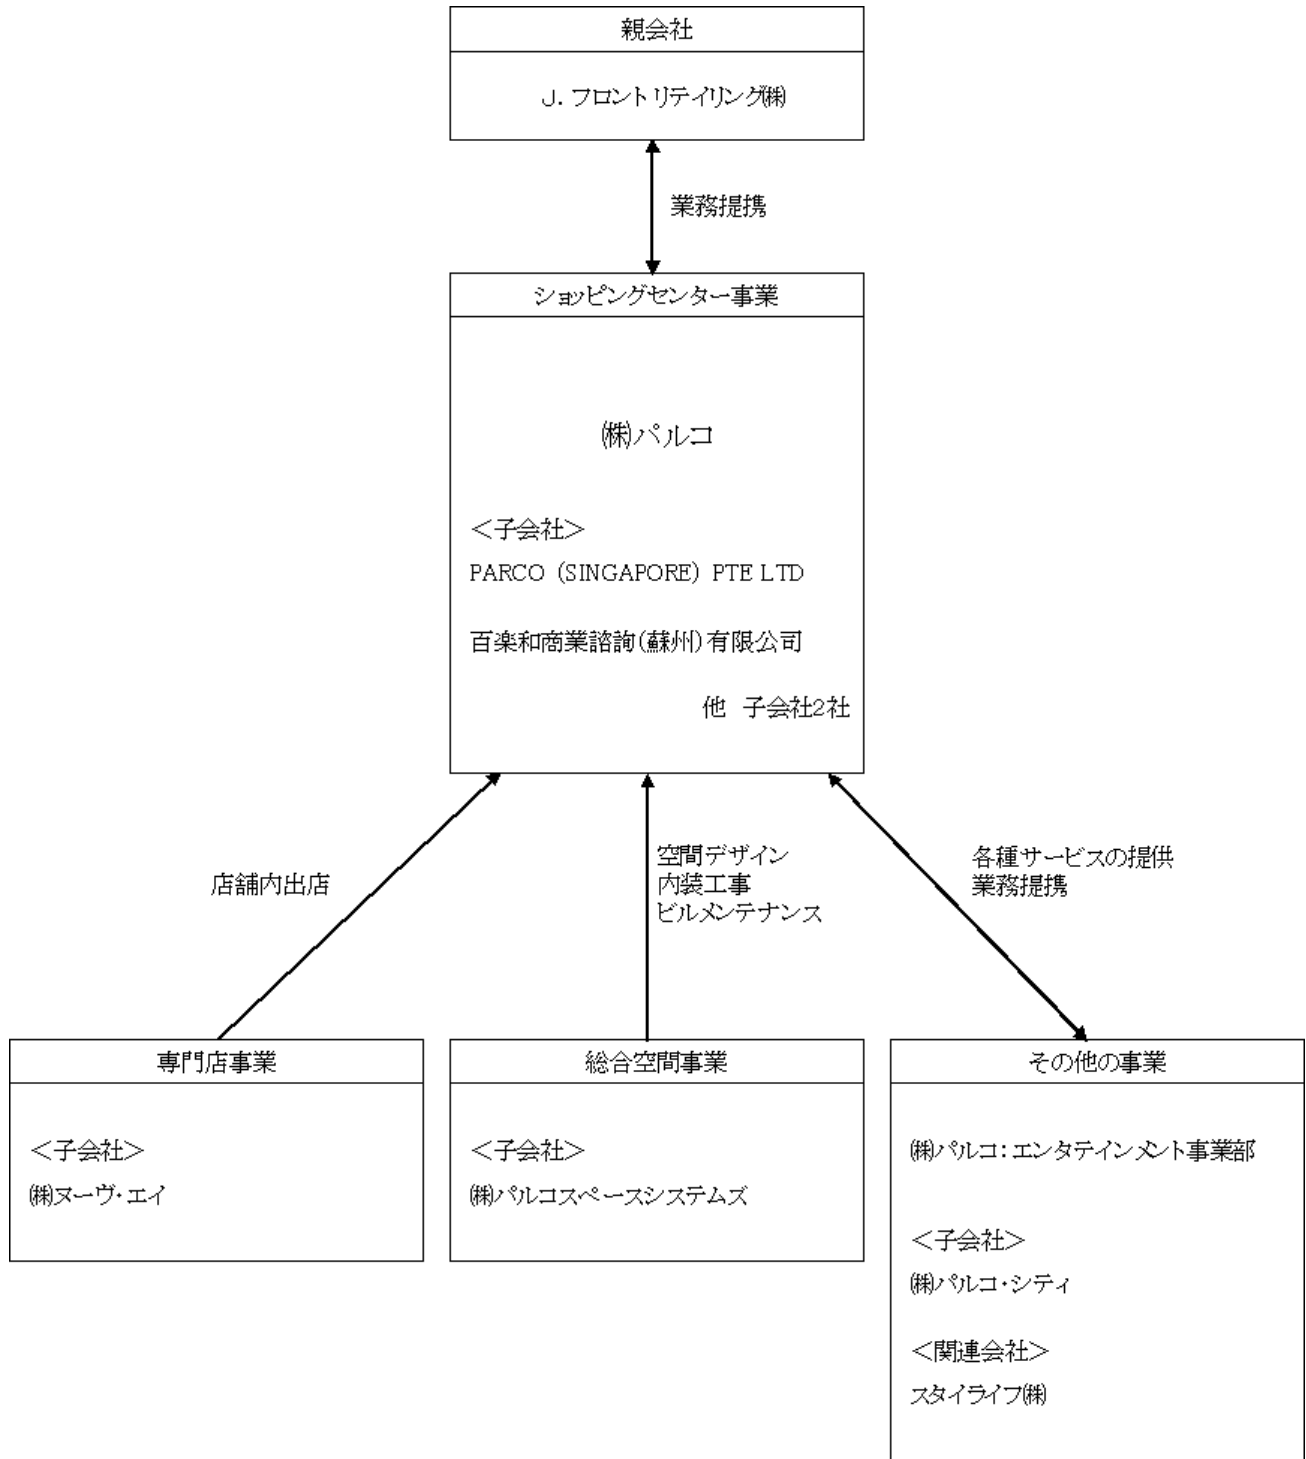 親会社
J. フロントリテイリング㈱
業務提携
ショッピングセンター事業
㈱パルコ
＜子会社＞
PARCO (SINGAPORE) PTE LTD
百楽和商業諮詢(蘇州)有限公司
他 子会社2社
店舗内出店
空間デザイン
内装工事
ビルメンテナンス
各種サービスの提供
業務提携
専門店事業
＜子会社＞
㈱ヌーヴ・エイ
総合空間事業
＜子会社＞
㈱パルコスペースシステムズ
その他の事業
㈱パルコ：エンタテインメント事業部
＜子会社＞
㈱パルコ・シティ
＜関連会社＞
スタイライフ㈱